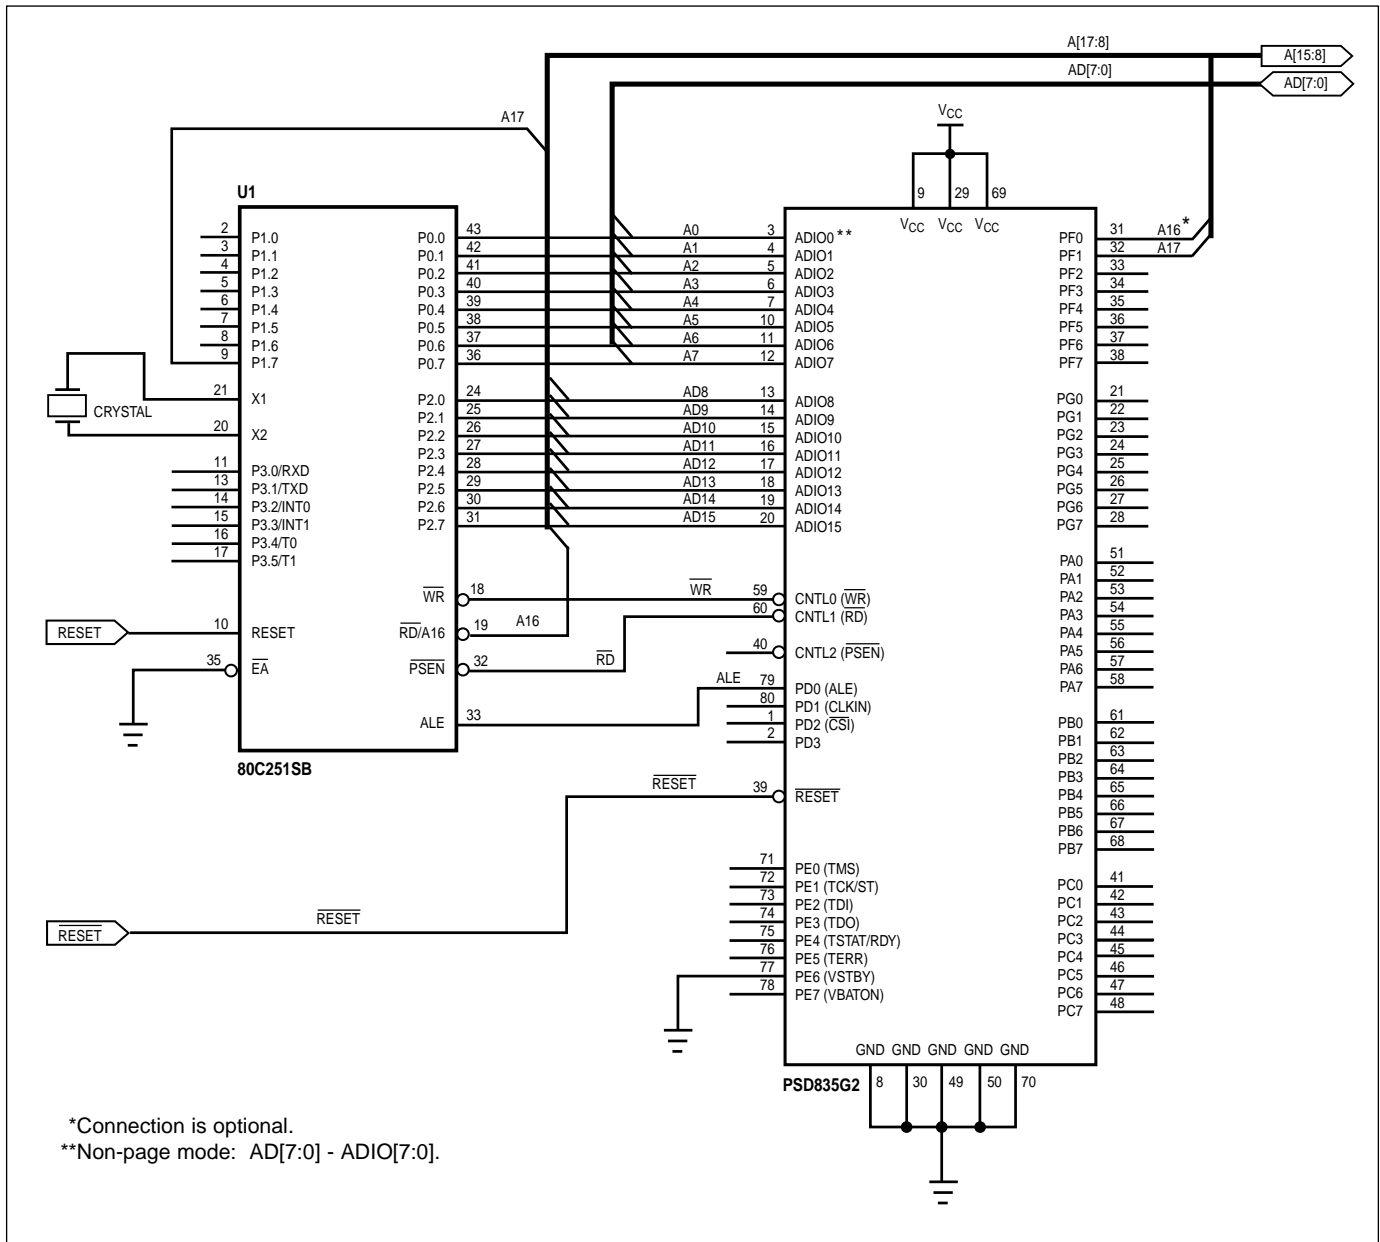 A[17:8]
A[15:8]
AD[7:0]
AD[7:0]
A17
VCC
U1
9 29 69
VCC VCC VCC
2 P1.0
3 P1.1
4 P1.2
5 P1.3
6 P1.4
7 P1.5
8 P1.6
9 P1.7
21 X1
CRYSTAL
20 X2
11 P3.0/RXD
13 P3.1/TXD
14 P3.2/INT0
15 P3.3/INT1
16 P3.4/T0
17 P3.5/T1
RESET 10 RESET
35 EA
P0.0 43
P0.1 42
P0.2 41
P0.3 40
P0.4 39
P0.5 38
P0.6 37
P0.7 36
P2.0 24
P2.1 25
P2.2 26
P2.3 27
P2.4 28
P2.5 29
P2.6 30
P2.7 31
WR 18
RD/A16 19 A16
PSEN 32
ALE 33
80C251SB
A0 3 ADIO0**
A1 4 ADIO1
A2 5 ADIO2
A3 6 ADIO3
A4 7 ADIO4
A5 10 ADIO5
A6 11 ADIO6
A7 12 ADIO7
AD8 13 ADIO8
AD9 14 ADIO9
AD10 15 ADIO10
AD11 16 ADIO11
AD12 17 ADIO12
AD13 18 ADIO13
AD14 19 ADIO14
AD15 20 ADIO15
WR 59 CNTL0 (WR)
RD 60 CNTL1 (RD)
40 CNTL2 (PSEN)
ALE 79 PD0 (ALE)
80 PD1 (CLKIN)
1 PD2 (CSI)
2 PD3
RESET 39 RESET
71 PE0 (TMS)
72 PE1 (TCK/ST)
73 PE2 (TDI)
74 PE3 (TDO)
75 PE4 (TSTAT/RDY)
76 PE5 (TERR)
77 PE6 (VSTBY)
78 PE7 (VBATON)
RESET RESET
PF0 31 A16*
PF1 32 A17
PF2 33
PF3 34
PF4 35
PF5 36
PF6 37
PF7 38
PG0 21
PG1 22
PG2 23
PG3 24
PG4 25
PG5 26
PG6 27
PG7 28
PA0 51
PA1 52
PA2 53
PA3 54
PA4 55
PA5 56
PA6 57
PA7 58
PB0 61
PB1 62
PB2 63
PB3 64
PB4 65
PB5 66
PB6 67
PB7 68
PC0 41
PC1 42
PC2 43
PC3 44
PC4 45
PC5 46
PC6 47
PC7 48
GND GND GND GND GND
PSD835G2 8 30 49 50 70
*Connection is optional.
**Non-page mode: AD[7:0] - ADIO[7:0].